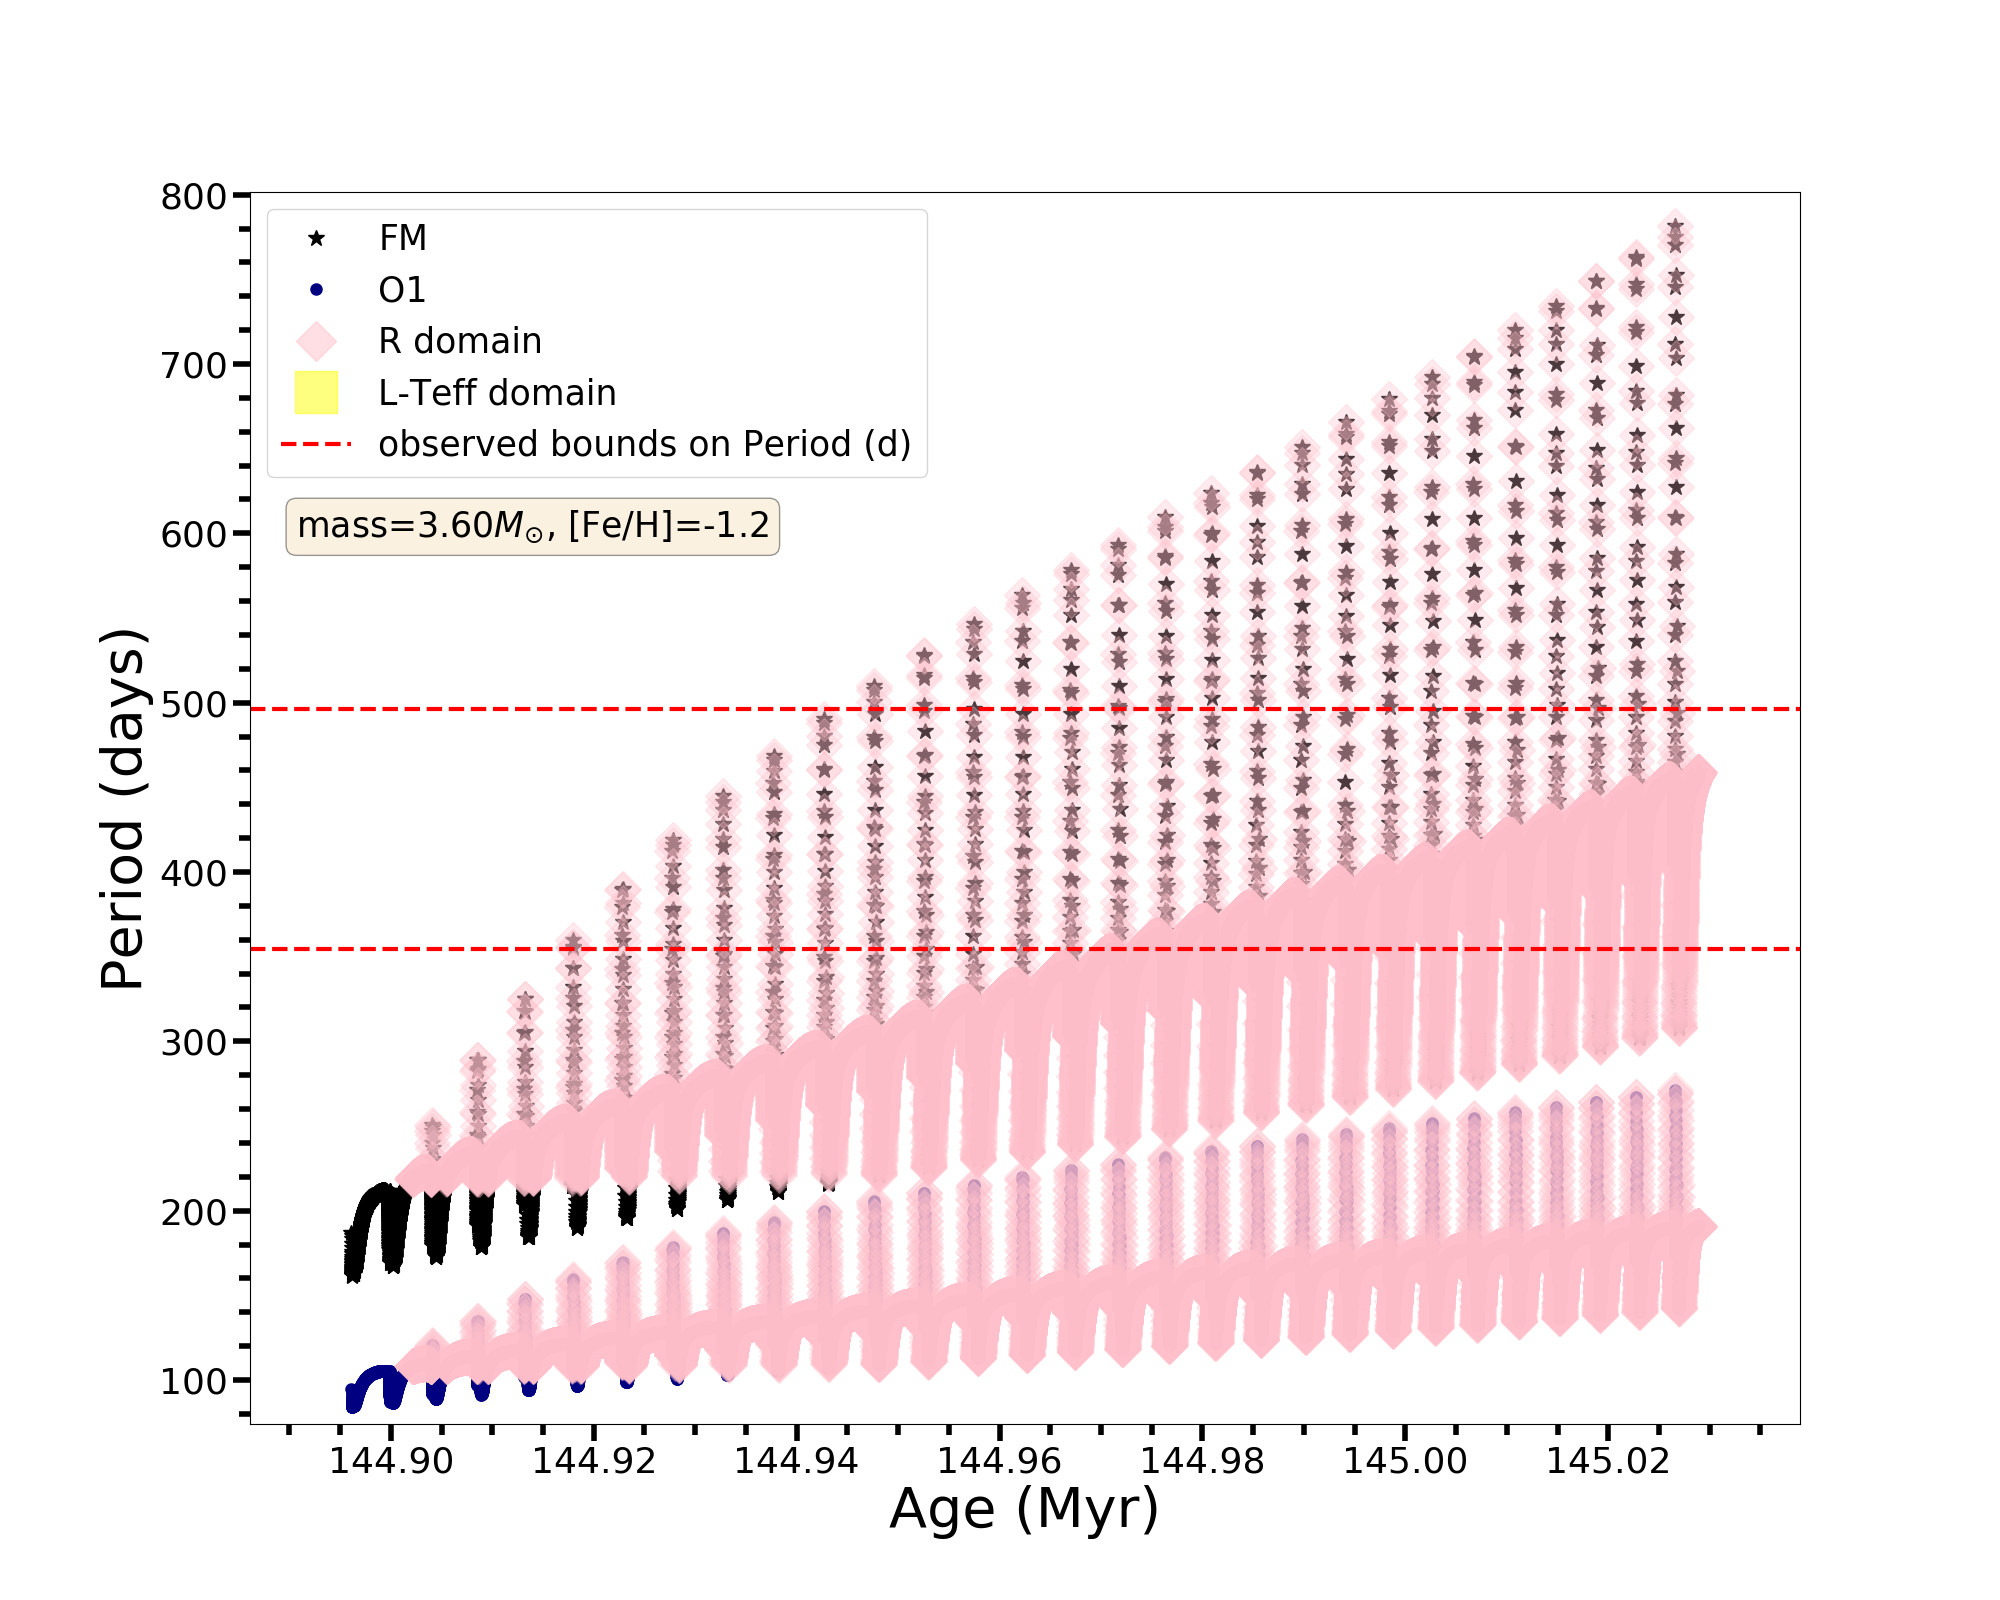 800
700
600
500
400
300
200
100
Period (days)
FM
O1
R domain
L-Teff domain
observed bounds on Period (d)
mass=3.60M⊙, [Fe/H]=-1.2
144.90 144.92 144.94 144.96 144.98 145.00 145.02
Age (Myr)